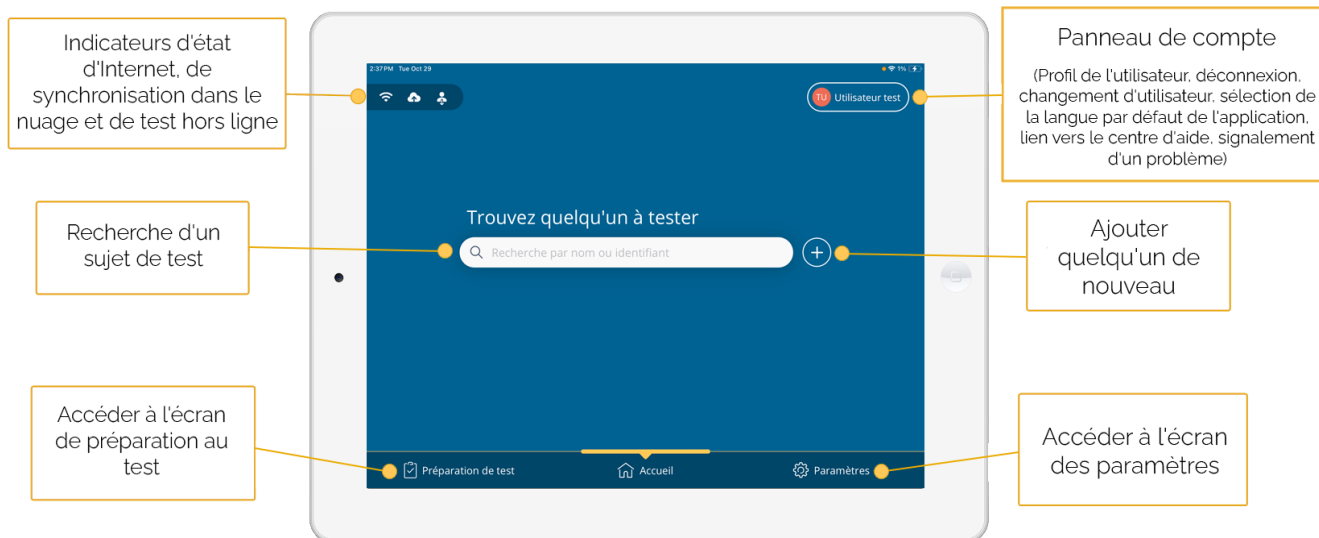 Indicateurs d'état
d'Internet, de
synchronisation dans le
nuage et de test hors ligne
Recherche d'un
sujet de test
Accéder à l'écran
de préparation au
test
2:37PM Tue Oct 29
1%
TU Utilisateur test
Trouvez quelqu'un à tester
Recherche par nom ou identifiant
Préparation de test
Accueil
Paramètres
Panneau de compte
(Profil de l'utilisateur, déconnexion,
changement d'utilisateur, sélection de
la langue par défaut de l'application,
lien vers le centre d'aide, signalement
d'un problème)
Ajouter
quelqu'un de
nouveau
Accéder à l'écran
des paramètres